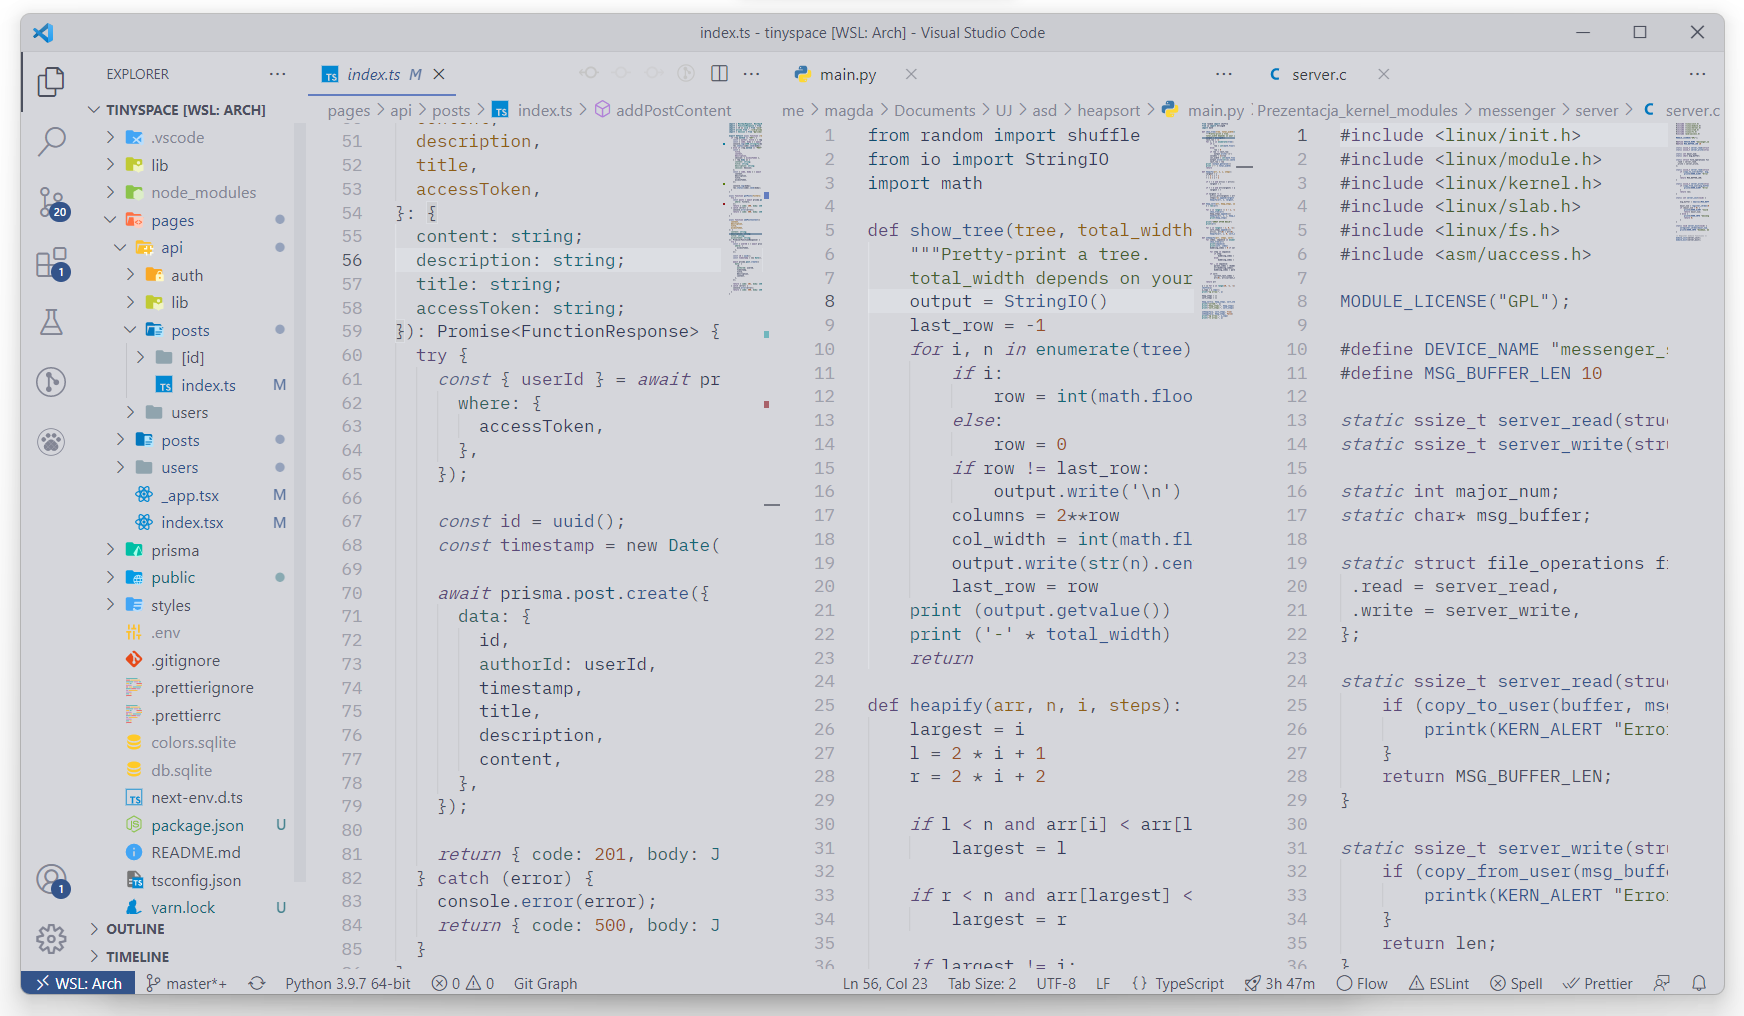 index.ts - tinyspace [WSL: Arch] - Visual Studio Code
EXPLORER
TINYSPACE [WSL: ARCH]
.vscode
lib
node_modules
pages
api
auth
lib
posts
[id]
index.ts M
users
posts
users
_app.tsx M
index.tsx M
prisma
public
styles
.env
.gitignore
.prettierignore
.prettierrc
colors.sqlite
db.sqlite
next-env.d.ts
package.json U
README.md
tsconfig.json
yarn.lock U
OUTLINE
TIMELINE
20
1
1
index.ts M
pages > api > posts > TS index.ts > addPostContent
51 description,
52 title,
53 accessToken,
54 }: {
55 content: string;
56 description: string;
57 title: string;
58 accessToken: string;
59 }): Promise<FunctionResponse> {
60 try {
61 const { userId } = await pr
62 where: {
63 accessToken,
64 },
65 });
66
67 const id = uuid();
68 const timestamp = new Date(
69
70 await prisma.post.create({
71 data: {
72 id,
73 authorId: userId,
74 timestamp,
75 title,
76 description,
77 content,
78 },
79 });
80
81 return { code: 201, body: J
82 } catch (error) {
83 console.error(error);
84 return { code: 500, body: J
85 }
main.py
me > magda > Documents > UJ > asd > heapsort > main.py
1 from random import shuffle
2 from io import StringIO
3 import math
4
5 def show_tree(tree, total_width
6 """Pretty-print a tree.
7 total_width depends on your
8 output = StringIO()
9 last_row = -1
10 for i, n in enumerate(tree)
11 if i:
12 row = int(math.floo
13 else:
14 row = 0
15 if row != last_row:
16 output.write('\n')
17 columns = 2**row
18 col_width = int(math.fl
19 output.write(str(n).cen
20 last_row = row
21 print (output.getvalue())
22 print ('-' * total_width)
23 return
24
25 def heapify(arr, n, i, steps):
26 largest = i
27 l = 2 * i + 1
28 r = 2 * i + 2
29
30 if l < n and arr[i] < arr[l
31 largest = l
32
33 if r < n and arr[largest] <
34 largest = r
35
36 if largest != i:
server.c
Prezentacja_kernel_modules > messenger > server > C server.c
1 #include <linux/init.h>
2 #include <linux/module.h>
3 #include <linux/kernel.h>
4 #include <linux/slab.h>
5 #include <linux/fs.h>
6 #include <asm/uaccess.h>
7
8 MODULE_LICENSE("GPL");
9
10 #define DEVICE_NAME "messenger_s
11 #define MSG_BUFFER_LEN 10
12
13 static ssize_t server_read(struc
14 static ssize_t server_write(stru
15
16 static int major_num;
17 static char* msg_buffer;
18
19 static struct file_operations f
20 .read = server_read,
21 .write = server_write,
22 };
23
24 static ssize_t server_read(struc
25 if (copy_to_user(buffer, msg
26 printk(KERN_ALERT "Error
27 }
28 return MSG_BUFFER_LEN;
29 }
30
31 static ssize_t server_write(stru
32 if (copy_from_user(msg_buffe
33 printk(KERN_ALERT "Error
34 }
35 return len;
36 }
WSL: Arch master*+ Python 3.9.7 64-bit 0 0 Git Graph Ln 56, Col 23 Tab Size: 2 UTF-8 LF {} TypeScript 3h 47m Flow ESLint Spell Prettier